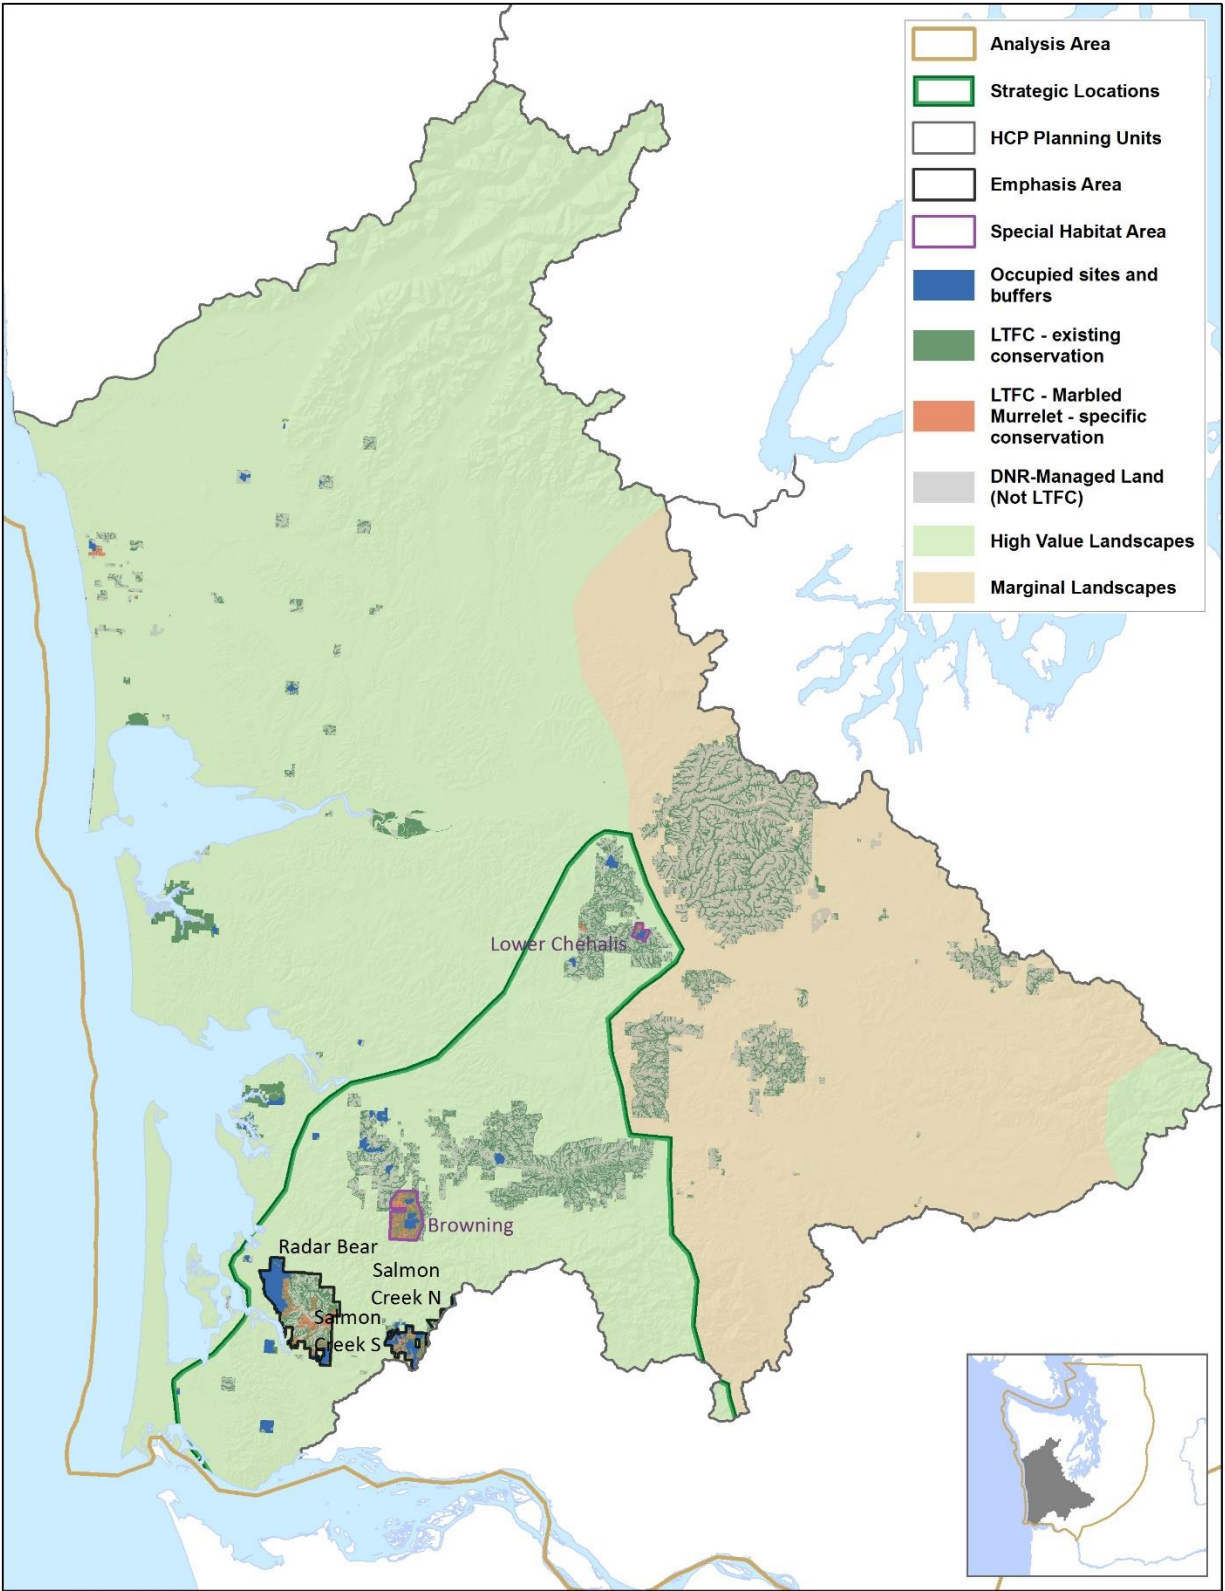 Analysis Area
Strategic Locations
HCP Planning Units
Emphasis Area
Special Habitat Area
Occupied sites and
buffers
LTFC - existing
conservation
LTFC - Marbled
Murrelet - specific
conservation
DNR-Managed Land
(Not LTFC)
High Value Landscapes
Marginal Landscapes
Lower Chehalis
Browning
Radar Bear
Salmon
Creek N
Salmon
Creek S